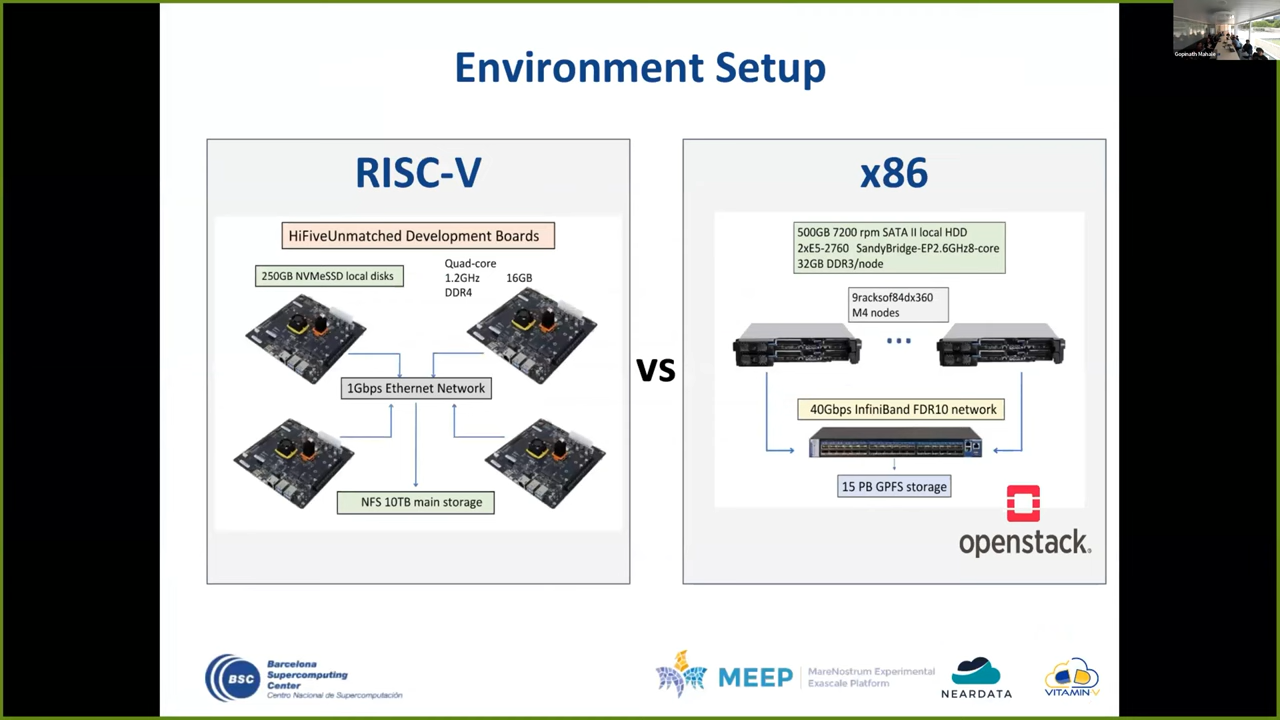 Gopinath Mahale
Environment Setup
RISC-V
HiFiveUnmatched Development Boards
250GB NVMeSSD local disks
Quad-core
1.2GHz 16GB
DDR4
1Gbps Ethernet Network
NFS 10TB main storage
vs
x86
500GB 7200 rpm SATA II local HDD
2xE5-2760 SandyBridge-EP2.6GHz8-core
32GB DDR3/node
9racksof84dx360
M4 nodes
40Gbps InfiniBand FDR10 network
15 PB GPFS storage
openstack.
BSC
Barcelona
Supercomputing
Center
Centro Nacional de Supercomputación
MEEP
MareNostrum Experimental
Exascale Platform
NEARDATA
VITAMIN V